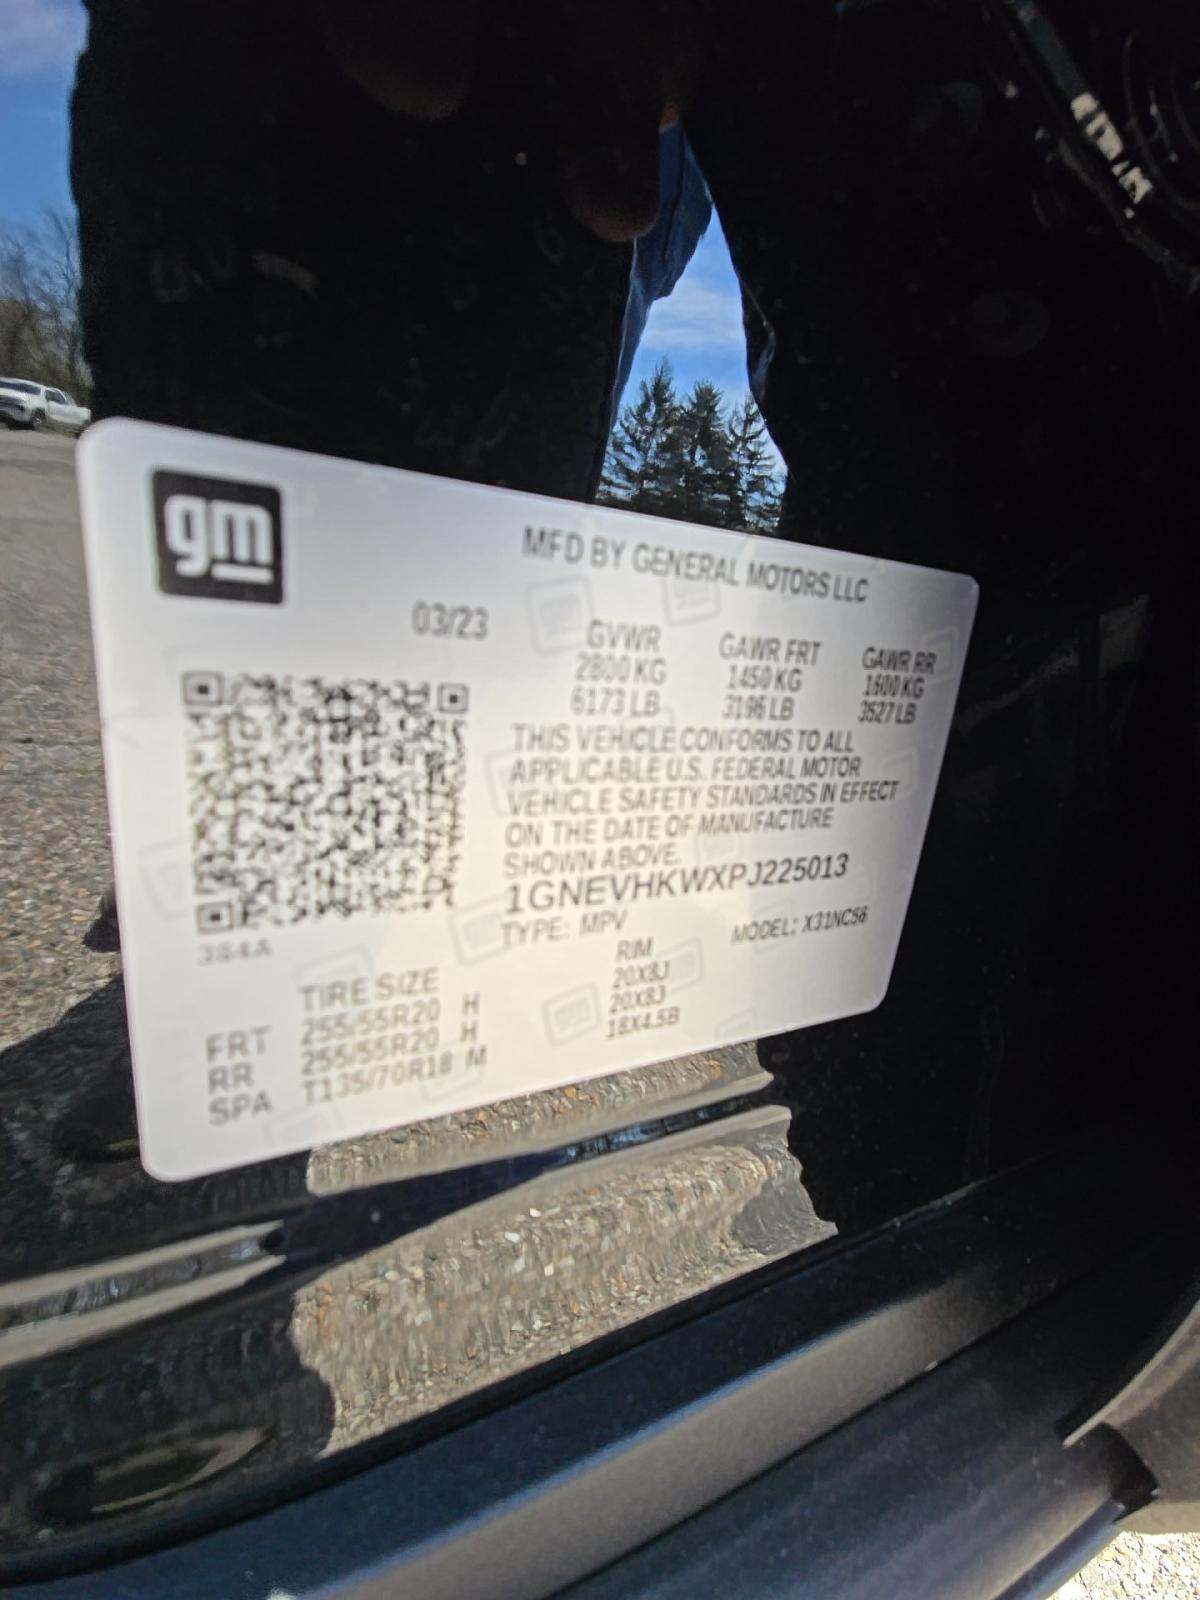 gm
MFD BY GENERAL MOTORS LLC
03/23
GVWR GAWR FRT GAWR RR
2800 KG 1450 KG 1600 KG
6173 LB 3196 LB 3527 LB
THIS VEHICLE CONFORMS TO ALL
APPLICABLE U.S. FEDERAL MOTOR
VEHICLE SAFETY STANDARDS IN EFFECT
ON THE DATE OF MANUFACTURE
SHOWN ABOVE.
1GNEVHKWXPJ225013
TYPE: MPV MODEL: X31NC56
TIRE SIZE RIM
FRT 255/55R20 H 20X8J
RR 255/55R20 H 20X8J
SPA T135/70R18 M 18X4.5B